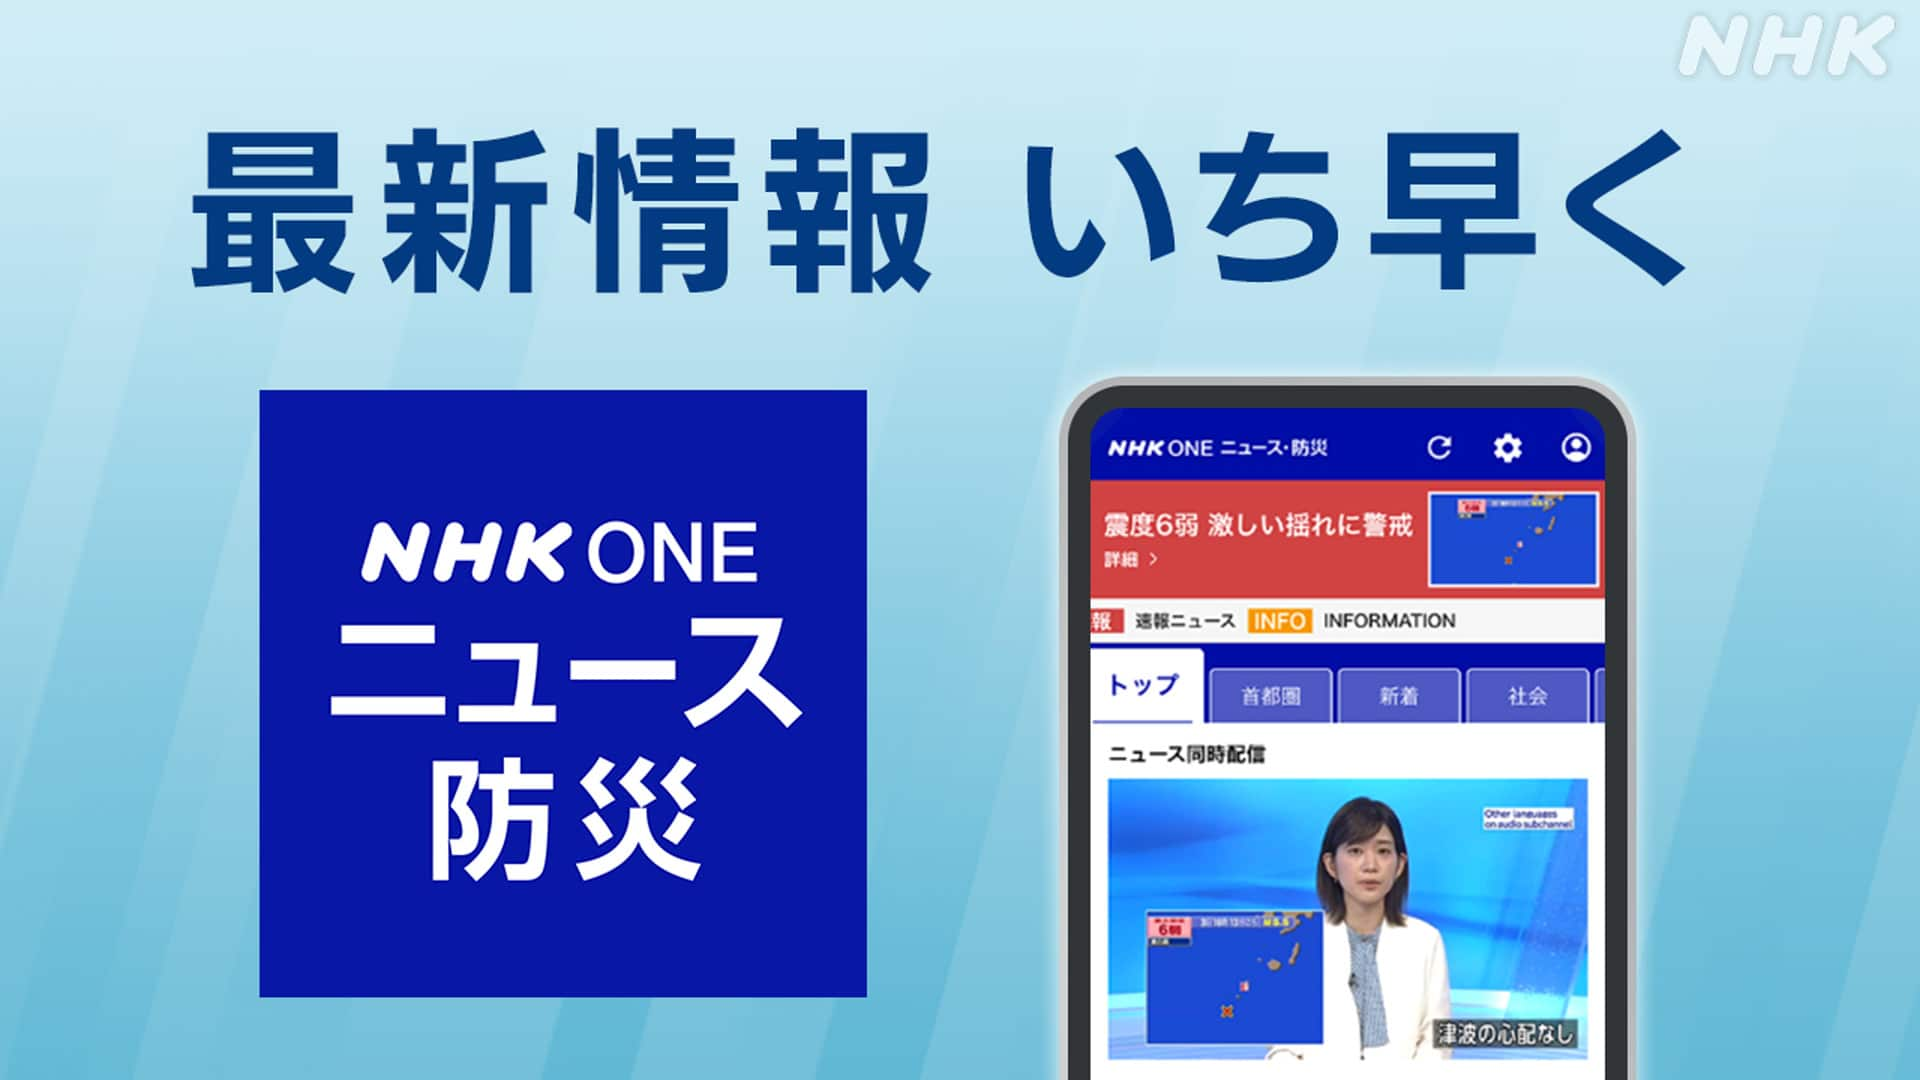 NHK
最新情報 いち早く
NHK ONE
ニュース
防災
NHK ONE ニュース・防災
震度6弱 激しい揺れに警戒
詳細 >
報 速報ニュース INFO INFORMATION
トップ 首都圏 新着 社会
ニュース同時配信
Other languages
on audio subchannel
6弱
津波の心配なし